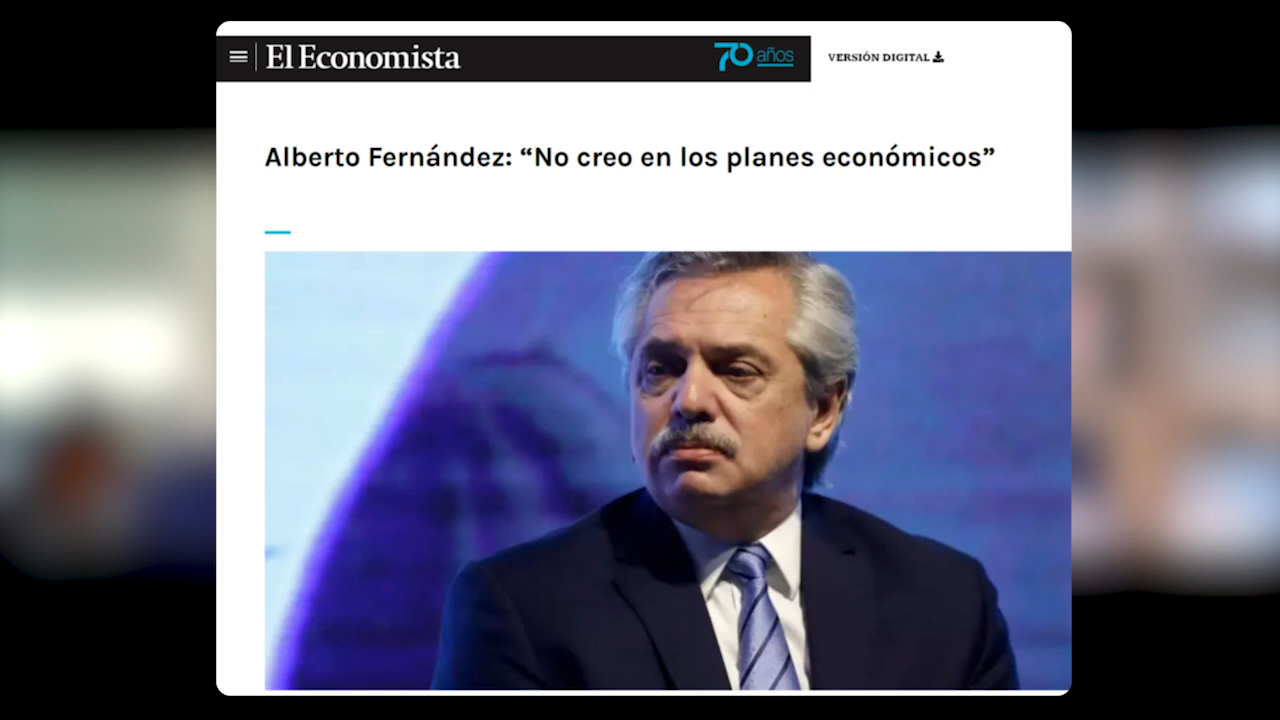 El Economista
70 años
VERSIÓN DIGITAL
Alberto Fernández: “No creo en los planes económicos”